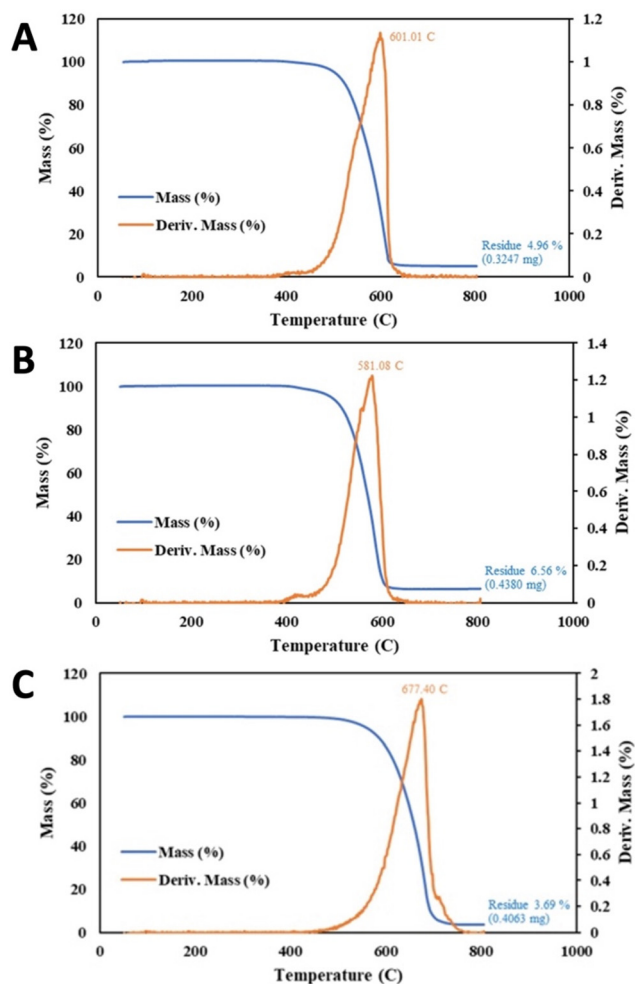 A
120
100
80
60
40
20
0
Mass (%)
1.2
1
0.8
0.6
0.4
0.2
0
Deriv. Mass (%)
601.01 C
Mass (%)
Deriv. Mass (%)
Residue 4.96 %
(0.3247 mg)
0 200 400 600 800 1000
Temperature (C)
B
120
100
80
60
40
20
0
Mass (%)
1.4
1.2
1
0.8
0.6
0.4
0.2
0
Deriv. Mass (%)
581.08 C
Mass (%)
Deriv. Mass (%)
Residue 6.56 %
(0.4380 mg)
0 200 400 600 800 1000
Temperature (C)
C
120
100
80
60
40
20
0
Mass (%)
2
1.8
1.6
1.4
1.2
1
0.8
0.6
0.4
0.2
0
Deriv. Mass (%)
677.40 C
Mass (%)
Deriv. Mass (%)
Residue 3.69 %
(0.4063 mg)
0 200 400 600 800 1000
Temperature (C)